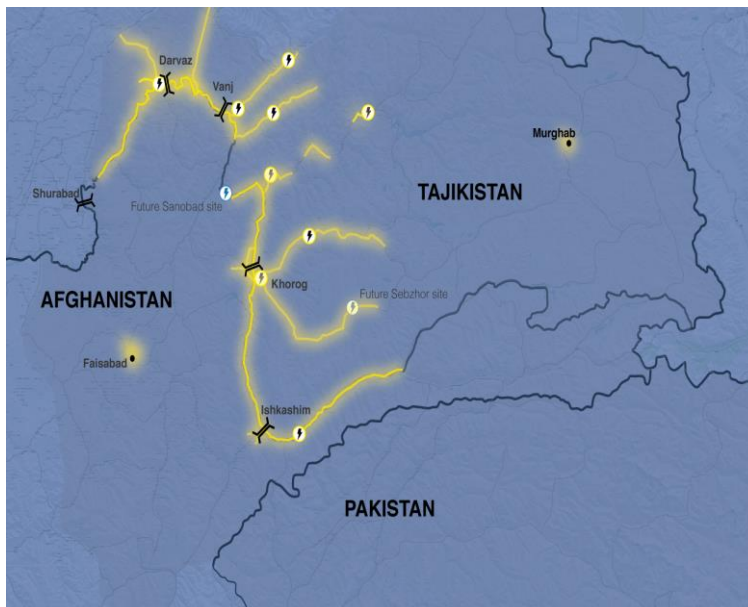 Darvaz
Vanj
Murghab
Shurabad
TAJIKISTAN
Future Sanobad site
Khorog
Future Sebzhor site
AFGHANISTAN
Faisabad
Ishkashim
PAKISTAN